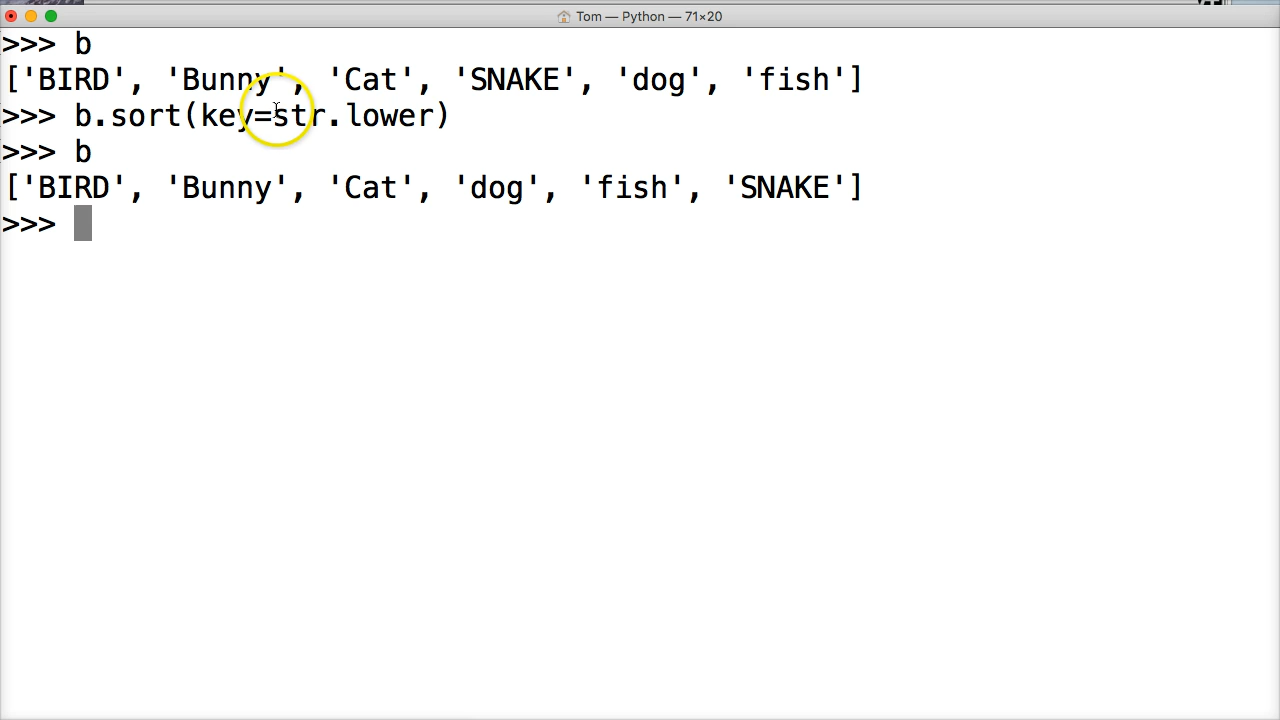 Tom — Python — 71×20
>>> b
['BIRD', 'Bunny', 'Cat', 'SNAKE', 'dog', 'fish']
>>> b.sort(key=str.lower)
>>> b
['BIRD', 'Bunny', 'Cat', 'dog', 'fish', 'SNAKE']
>>>